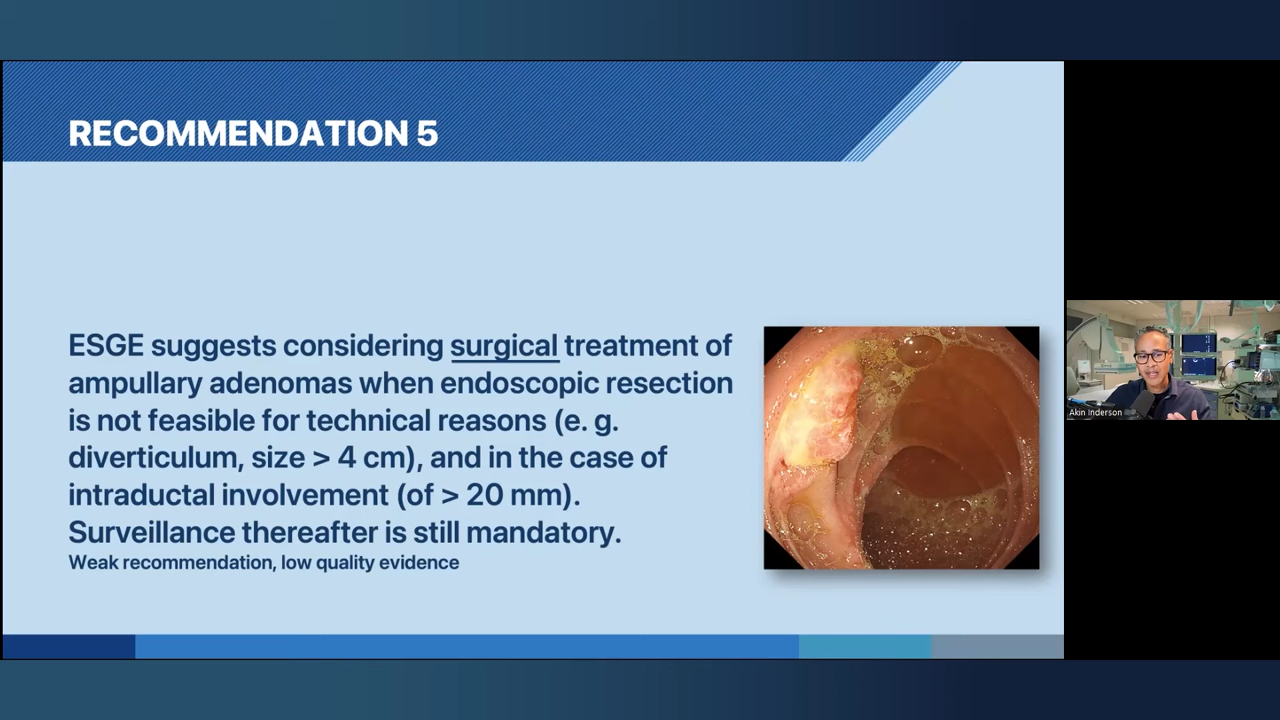 RECOMMENDATION 5
ESGE suggests considering surgical treatment of
ampullary adenomas when endoscopic resection
is not feasible for technical reasons (e. g.
diverticulum, size > 4 cm), and in the case of
intraductal involvement (of > 20 mm).
Surveillance thereafter is still mandatory.
Weak recommendation, low quality evidence
Akin Inderson